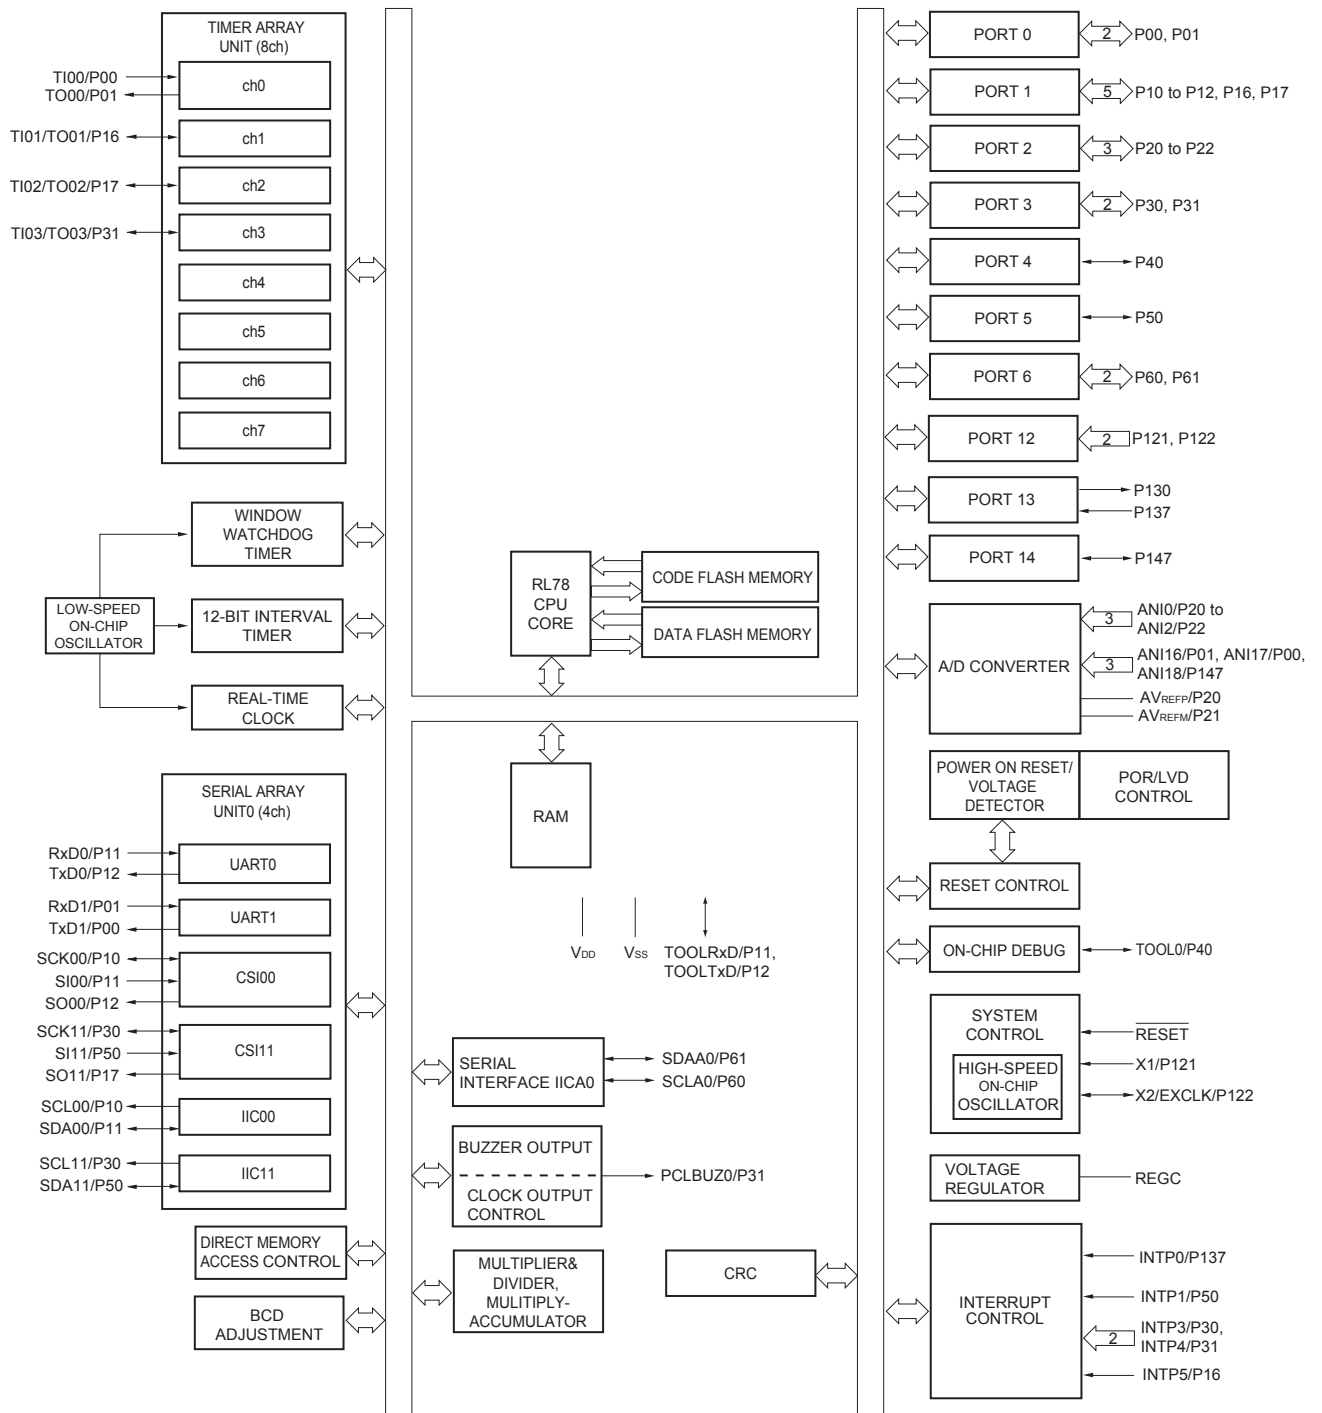 TIMER ARRAY
UNIT (8ch)
TI00/P00
TO00/P01
ch0
TI01/TO01/P16
ch1
TI02/TO02/P17
ch2
TI03/TO03/P31
ch3
ch4
ch5
ch6
ch7
WINDOW
WATCHDOG
TIMER
LOW-SPEED
ON-CHIP
OSCILLATOR
12-BIT INTERVAL
TIMER
REAL-TIME
CLOCK
SERIAL ARRAY
UNIT0 (4ch)
RxD0/P11
TxD0/P12
UART0
RxD1/P01
TxD1/P00
UART1
SCK00/P10
SI00/P11
SO00/P12
CSI00
SCK11/P30
SI11/P50
SO11/P17
CSI11
SCL00/P10
SDA00/P11
IIC00
SCL11/P30
SDA11/P50
IIC11
DIRECT MEMORY
ACCESS CONTROL
BCD
ADJUSTMENT
RL78
CPU
CORE
CODE FLASH MEMORY
DATA FLASH MEMORY
RAM
VDD
VSS
TOOLRxD/P11,
TOOLTxD/P12
SERIAL
INTERFACE IICA0
SDAA0/P61
SCLA0/P60
BUZZER OUTPUT
CLOCK OUTPUT
CONTROL
PCLBUZ0/P31
MULTIPLIER&
DIVIDER,
MULITIPLY-
ACCUMULATOR
CRC
PORT 0
2
P00, P01
PORT 1
5
P10 to P12, P16, P17
PORT 2
3
P20 to P22
PORT 3
2
P30, P31
PORT 4
P40
PORT 5
P50
PORT 6
2
P60, P61
PORT 12
2
P121, P122
PORT 13
P130
P137
PORT 14
P147
A/D CONVERTER
3
ANI0/P20 to
ANI2/P22
3
ANI16/P01, ANI17/P00,
ANI18/P147
AVREFP/P20
AVREFM/P21
POWER ON RESET/
VOLTAGE
DETECTOR
POR/LVD
CONTROL
RESET CONTROL
ON-CHIP DEBUG
TOOL0/P40
SYSTEM
CONTROL
HIGH-SPEED
ON-CHIP
OSCILLATOR
RESET
X1/P121
X2/EXCLK/P122
VOLTAGE
REGULATOR
REGC
INTERRUPT
CONTROL
INTP0/P137
INTP1/P50
2
INTP3/P30,
INTP4/P31
INTP5/P16